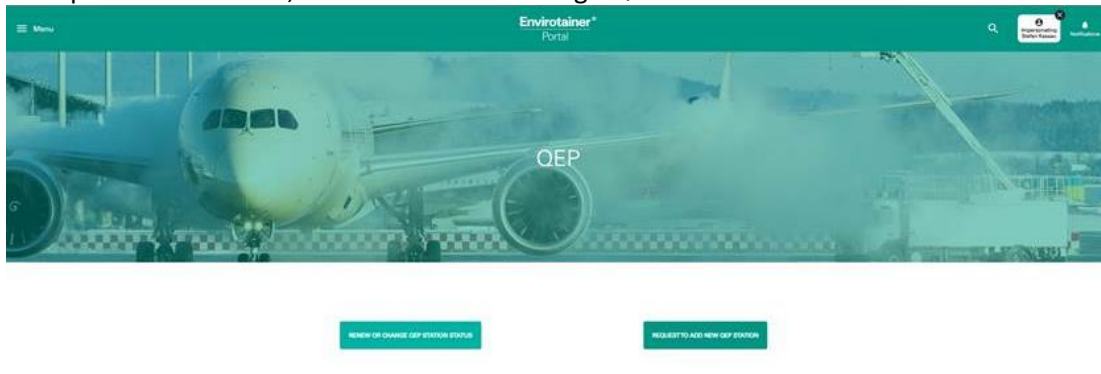 Menu
Envirotainer®
Portal
Impersonating
Stefan Kassac
Notifications
QEP
RENEW OR CHANGE QEP STATION STATUS
REQUEST TO ADD NEW QEP STATION